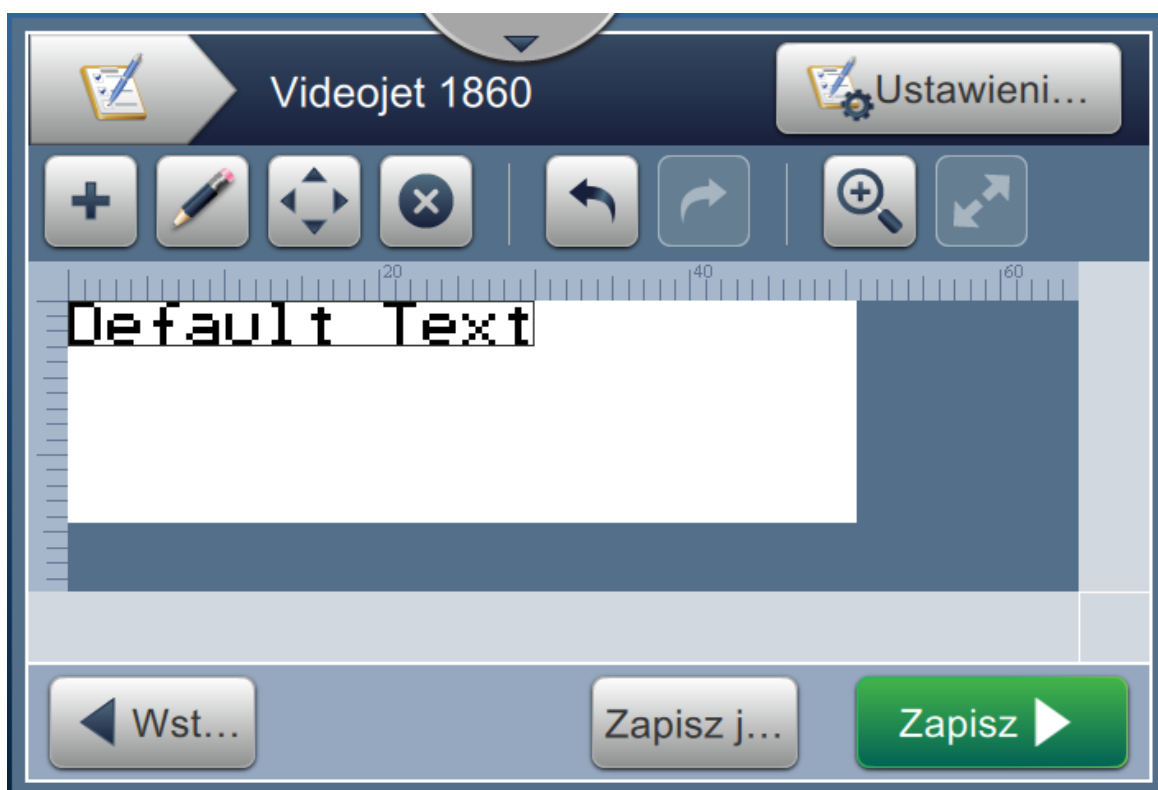 Videojet 1860
Ustawieni...
20 40 60
Default Text
Wst...
Zapisz j...
Zapisz